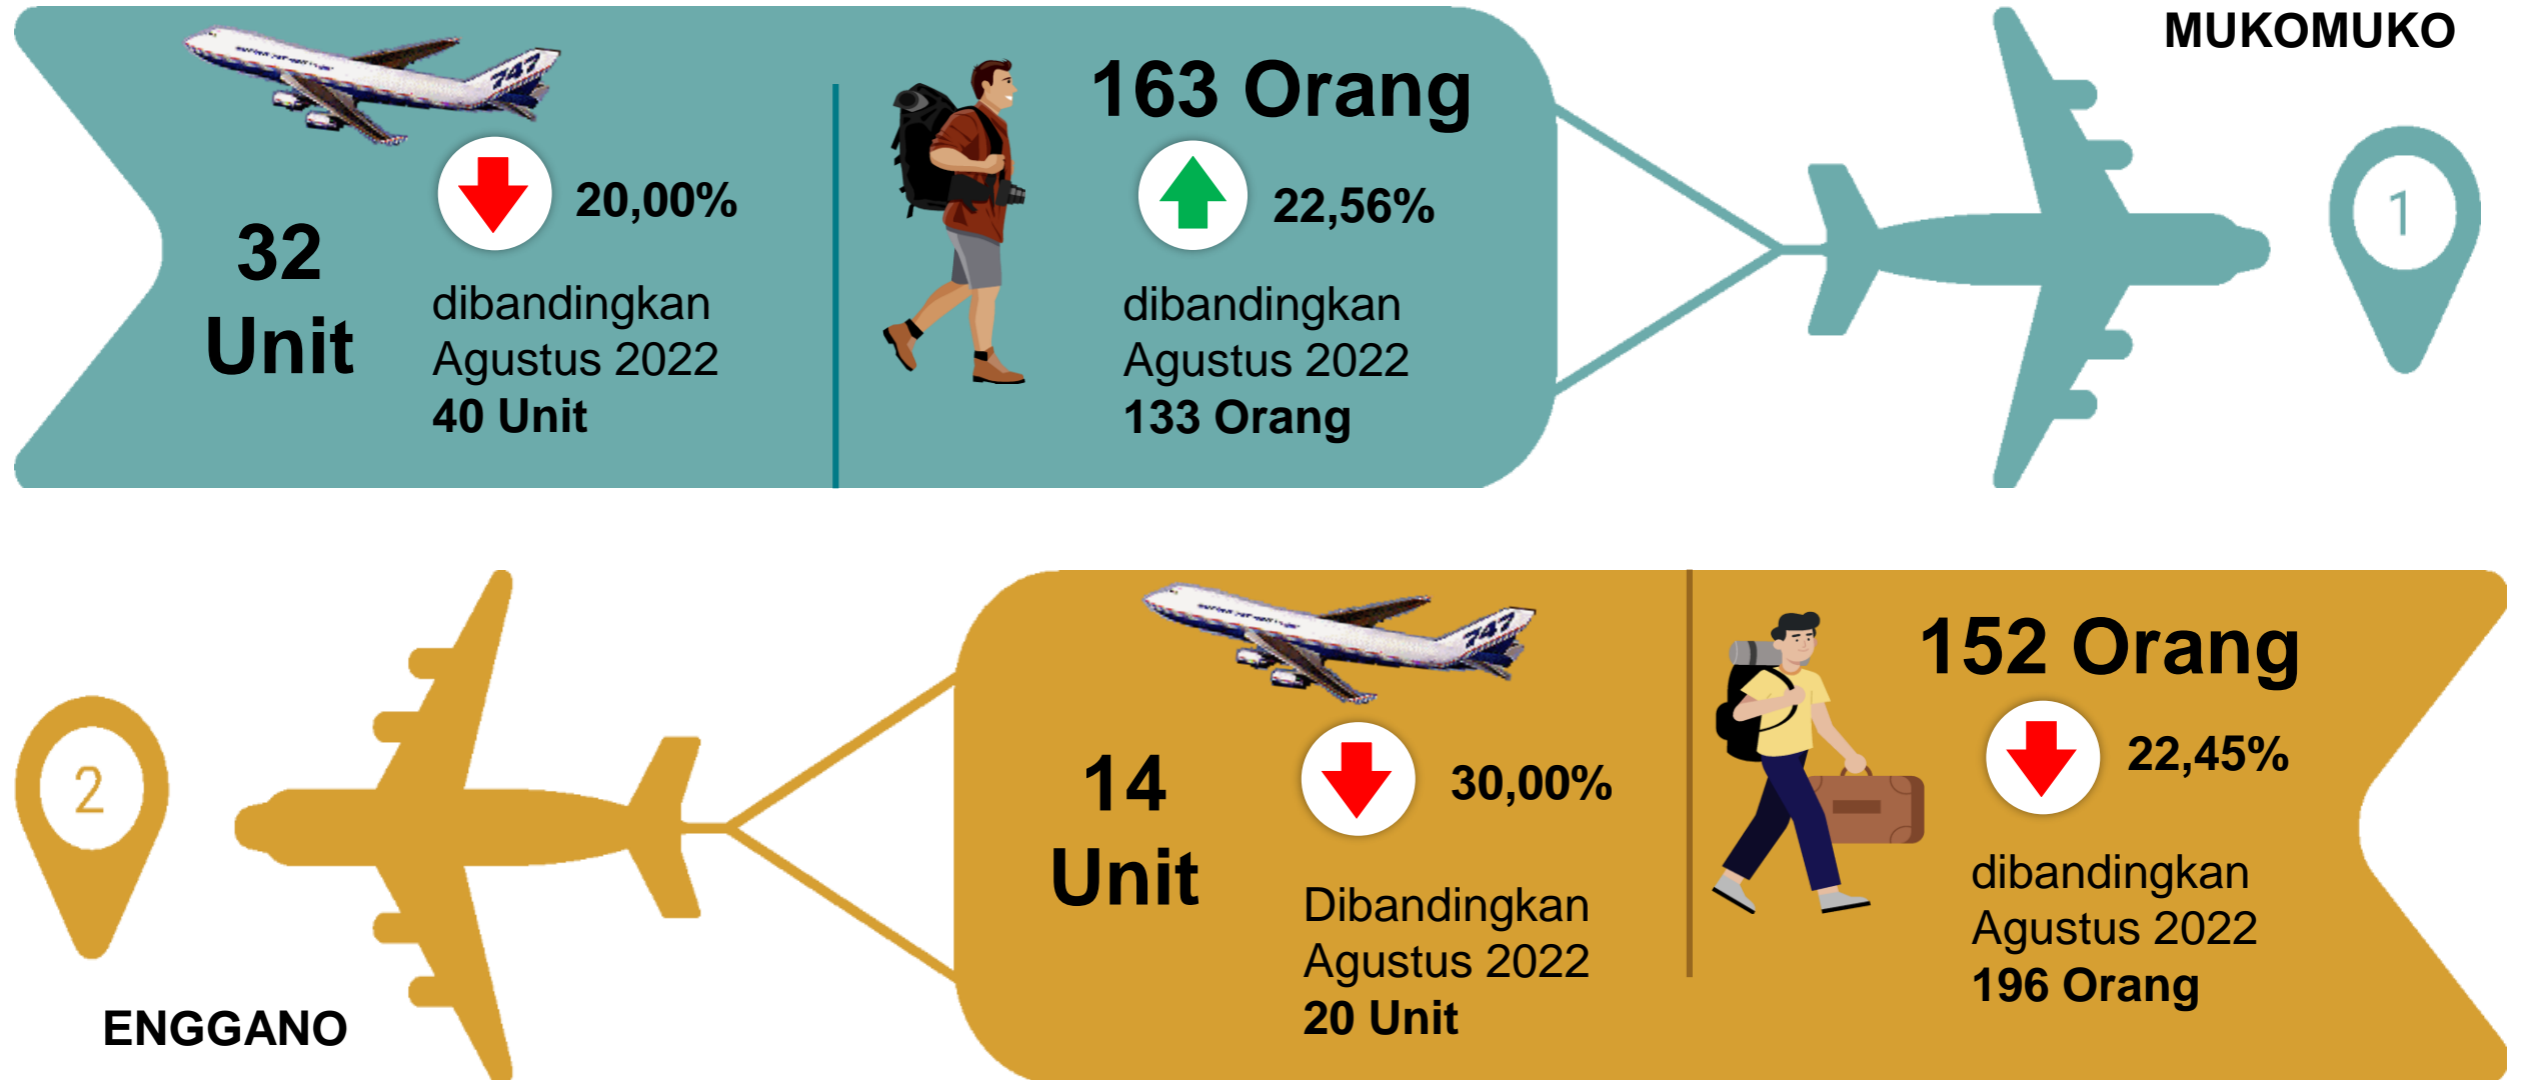 MUKOMUKO
1
747
32
Unit
20,00%
dibandingkan
Agustus 2022
40 Unit
163 Orang
22,56%
dibandingkan
Agustus 2022
133 Orang
2
ENGGANO
747
14
Unit
30,00%
Dibandingkan
Agustus 2022
20 Unit
152 Orang
22,45%
dibandingkan
Agustus 2022
196 Orang